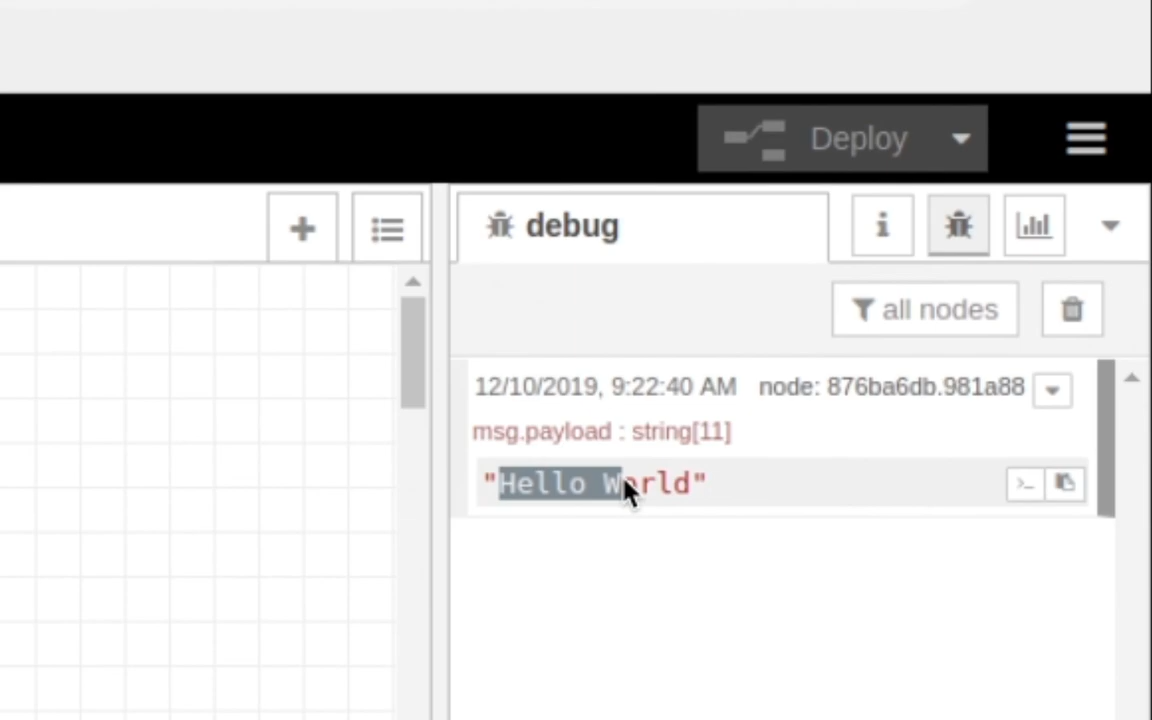 Deploy
debug
all nodes
12/10/2019, 9:22:40 AM node: 876ba6db.981a88
msg.payload : string[11]
"Hello World"